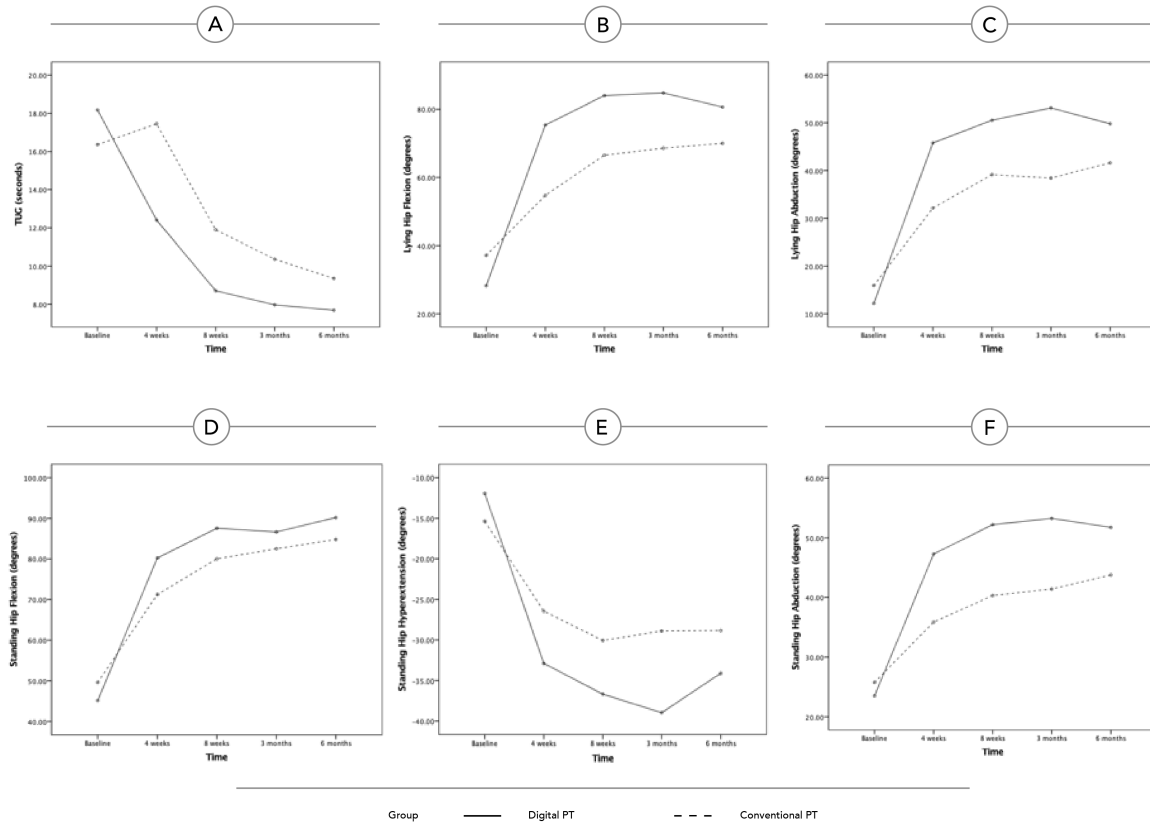 A
TUG (seconds)
20.00
18.00
16.00
14.00
12.00
10.00
8.00
Baseline 4 weeks 8 weeks 3 months 6 months
Time
B
Lying Hip Flexion (degrees)
80.00
60.00
40.00
20.00
Baseline 4 weeks 8 weeks 3 months 6 months
Time
C
Lying Hip Abduction (degrees)
60.00
50.00
40.00
30.00
20.00
10.00
Baseline 4 weeks 8 weeks 3 months 6 months
Time
D
Standing Hip Flexion (degrees)
100.00
90.00
80.00
70.00
60.00
50.00
40.00
Baseline 4 weeks 8 weeks 3 months 6 months
Time
E
Standing Hip Hyperextension (degrees)
-10.00
-15.00
-20.00
-25.00
-30.00
-35.00
-40.00
Baseline 4 weeks 8 weeks 3 months 6 months
Time
F
Standing Hip Abduction (degrees)
60.00
50.00
40.00
30.00
20.00
Baseline 4 weeks 8 weeks 3 months 6 months
Time
Group Digital PT Conventional PT